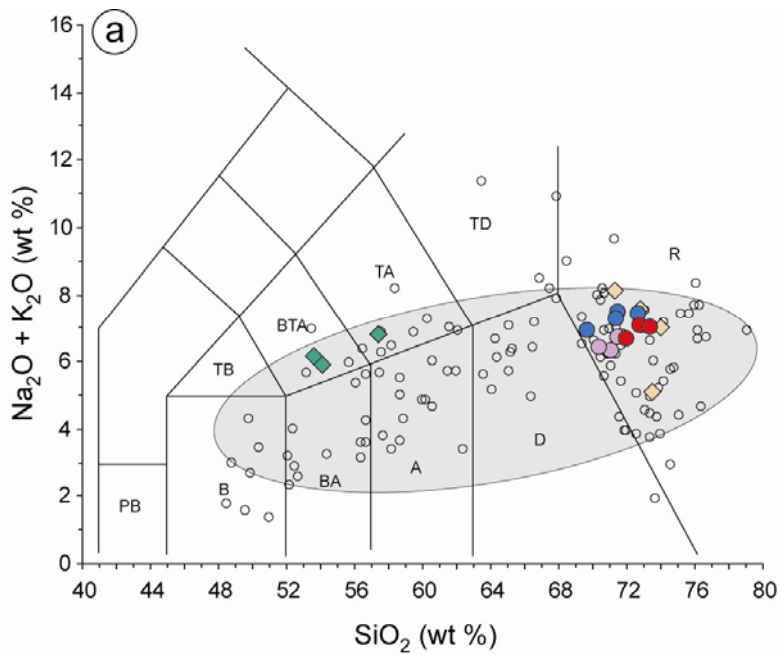 a
16
14
12
10
8
6
4
2
0
Na₂O + K₂O (wt %)
TD
R
TA
BTA
TB
D
A
BA
B
PB
40 44 48 52 56 60 64 68 72 76 80
SiO₂ (wt %)